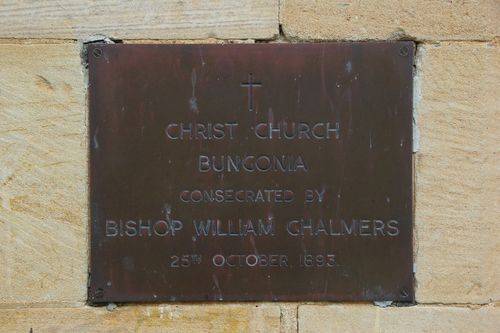 CHRIST CHURCH
BUNGONIA
CONSECRATED BY
BISHOP WILLIAM CHALMERS
25TH OCTOBER, 1893.